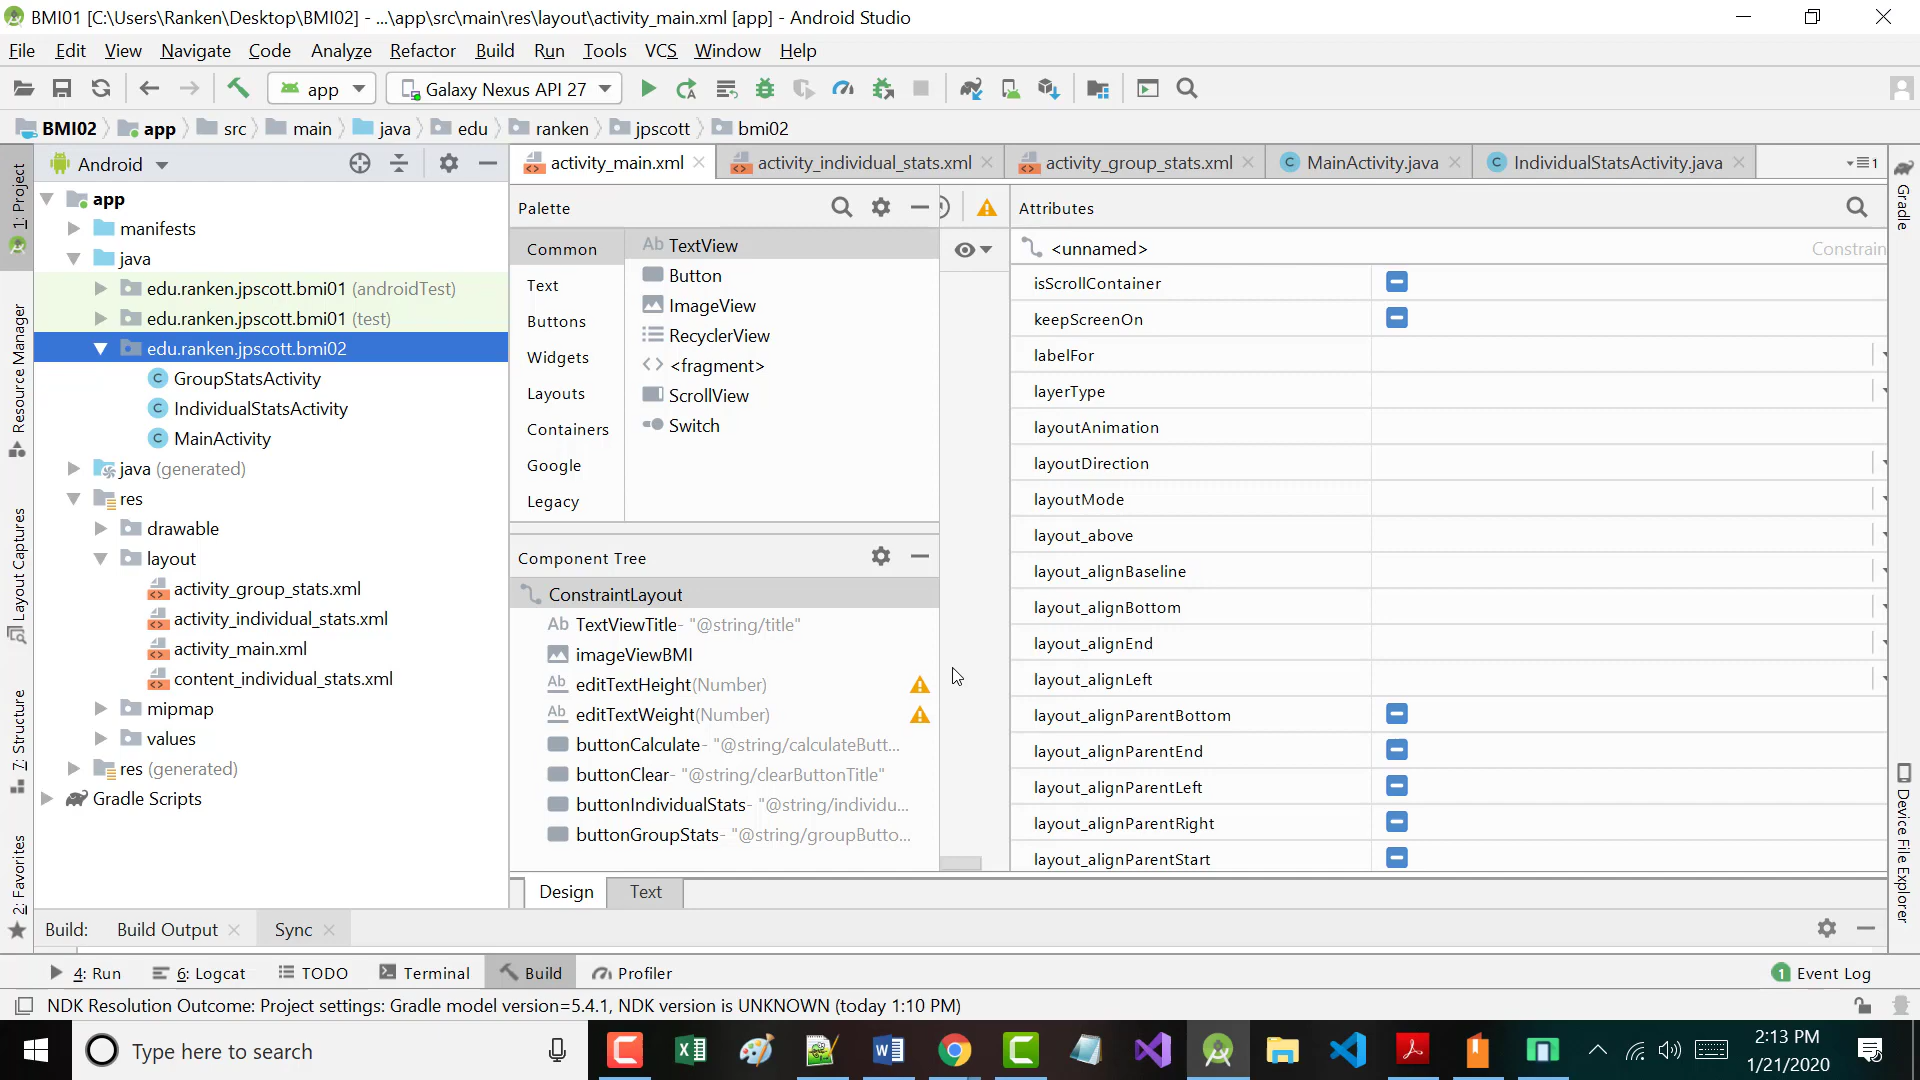 BMI01 [C:\Users\Ranken\Desktop\BMI02] - ...\app\src\main\res\layout\activity_main.xml [app] - Android Studio
File Edit View Navigate Code Analyze Refactor Build Run Tools VCS Window Help
app Galaxy Nexus API 27
BMI02 app src main java edu ranken jpscott bmi02
Android
activity_main.xml activity_individual_stats.xml activity_group_stats.xml MainActivity.java IndividualStatsActivity.java 1
1: Project
Resource Manager
Layout Captures
7: Structure
2: Favorites
app
manifests
java
edu.ranken.jpscott.bmi01 (androidTest)
edu.ranken.jpscott.bmi01 (test)
edu.ranken.jpscott.bmi02
GroupStatsActivity
IndividualStatsActivity
MainActivity
java (generated)
res
drawable
layout
activity_group_stats.xml
activity_individual_stats.xml
activity_main.xml
content_individual_stats.xml
mipmap
values
res (generated)
Gradle Scripts
Palette
Common
Text
Buttons
Widgets
Layouts
Containers
Google
Legacy
Ab TextView
Button
ImageView
RecyclerView
<fragment>
ScrollView
Switch
Component Tree
ConstraintLayout
Ab TextViewTitle- "@string/title"
imageViewBMI
Ab editTextHeight(Number)
Ab editTextWeight(Number)
buttonCalculate- "@string/calculateButt...
buttonClear- "@string/clearButtonTitle"
buttonIndividualStats- "@string/individu...
buttonGroupStats- "@string/groupButto...
Design Text
Attributes
<unnamed> Constrain
isScrollContainer
keepScreenOn
labelFor
layerType
layoutAnimation
layoutDirection
layoutMode
layout_above
layout_alignBaseline
layout_alignBottom
layout_alignEnd
layout_alignLeft
layout_alignParentBottom
layout_alignParentEnd
layout_alignParentLeft
layout_alignParentRight
layout_alignParentStart
Gradle
Device File Explorer
Build: Build Output Sync
4: Run 6: Logcat TODO Terminal Build Profiler 1 Event Log
NDK Resolution Outcome: Project settings: Gradle model version=5.4.1, NDK version is UNKNOWN (today 1:10 PM)
Type here to search
2:13 PM
1/21/2020